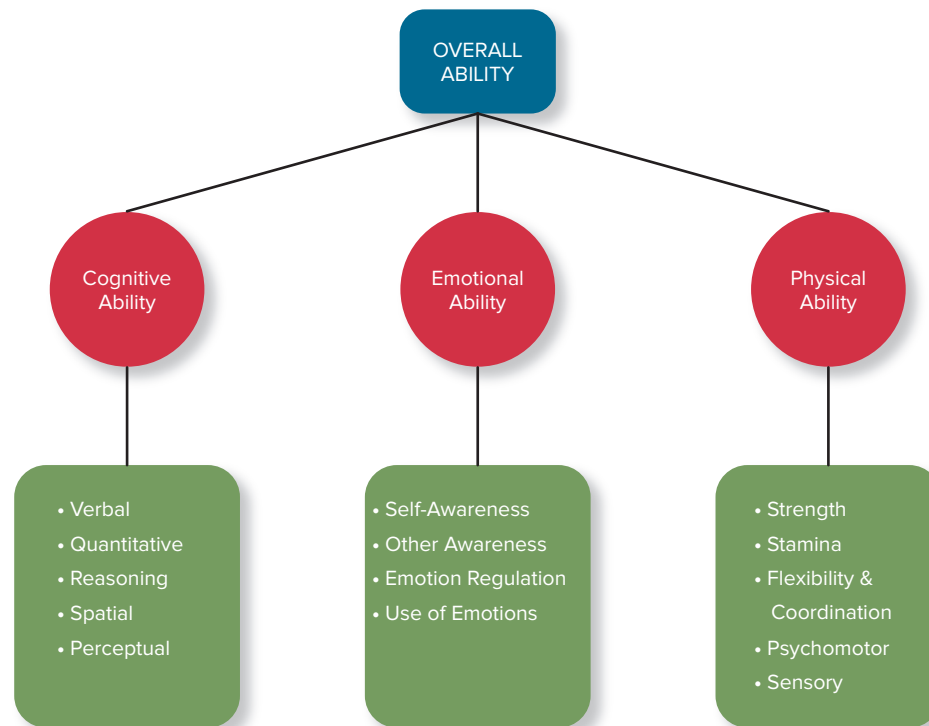 OVERALL
ABILITY
Cognitive
Ability
Emotional
Ability
Physical
Ability
• Verbal
• Quantitative
• Reasoning
• Spatial
• Perceptual
• Self-Awareness
• Other Awareness
• Emotion Regulation
• Use of Emotions
• Strength
• Stamina
• Flexibility &
Coordination
• Psychomotor
• Sensory